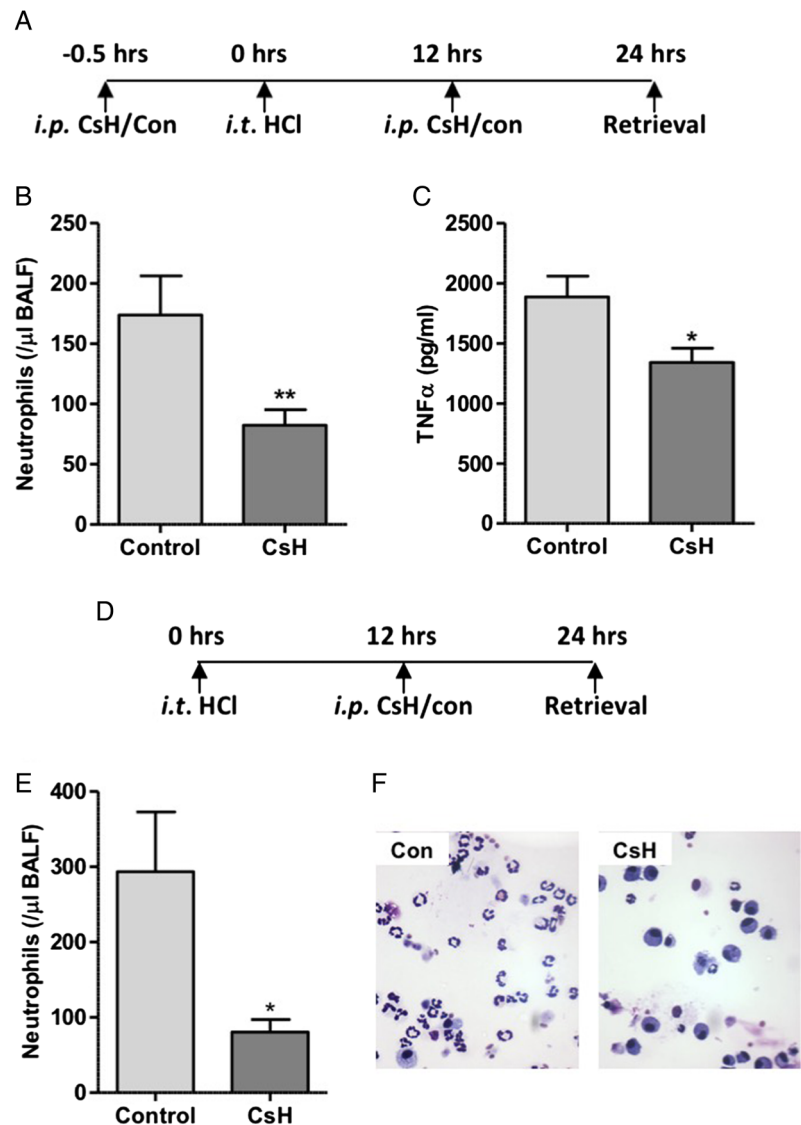 A
-0.5 hrs 0 hrs 12 hrs 24 hrs
i.p. CsH/Con i.t. HCl i.p. CsH/con Retrieval
B
Neutrophils (/µl BALF)
250
200
150
100
50
0
**
Control CsH
C
TNFα (pg/ml)
2500
2000
1500
1000
500
0
*
Control CsH
D
0 hrs 12 hrs 24 hrs
i.t. HCl i.p. CsH/con Retrieval
E
Neutrophils (/µl BALF)
400
300
200
100
0
*
Control CsH
F
Con CsH